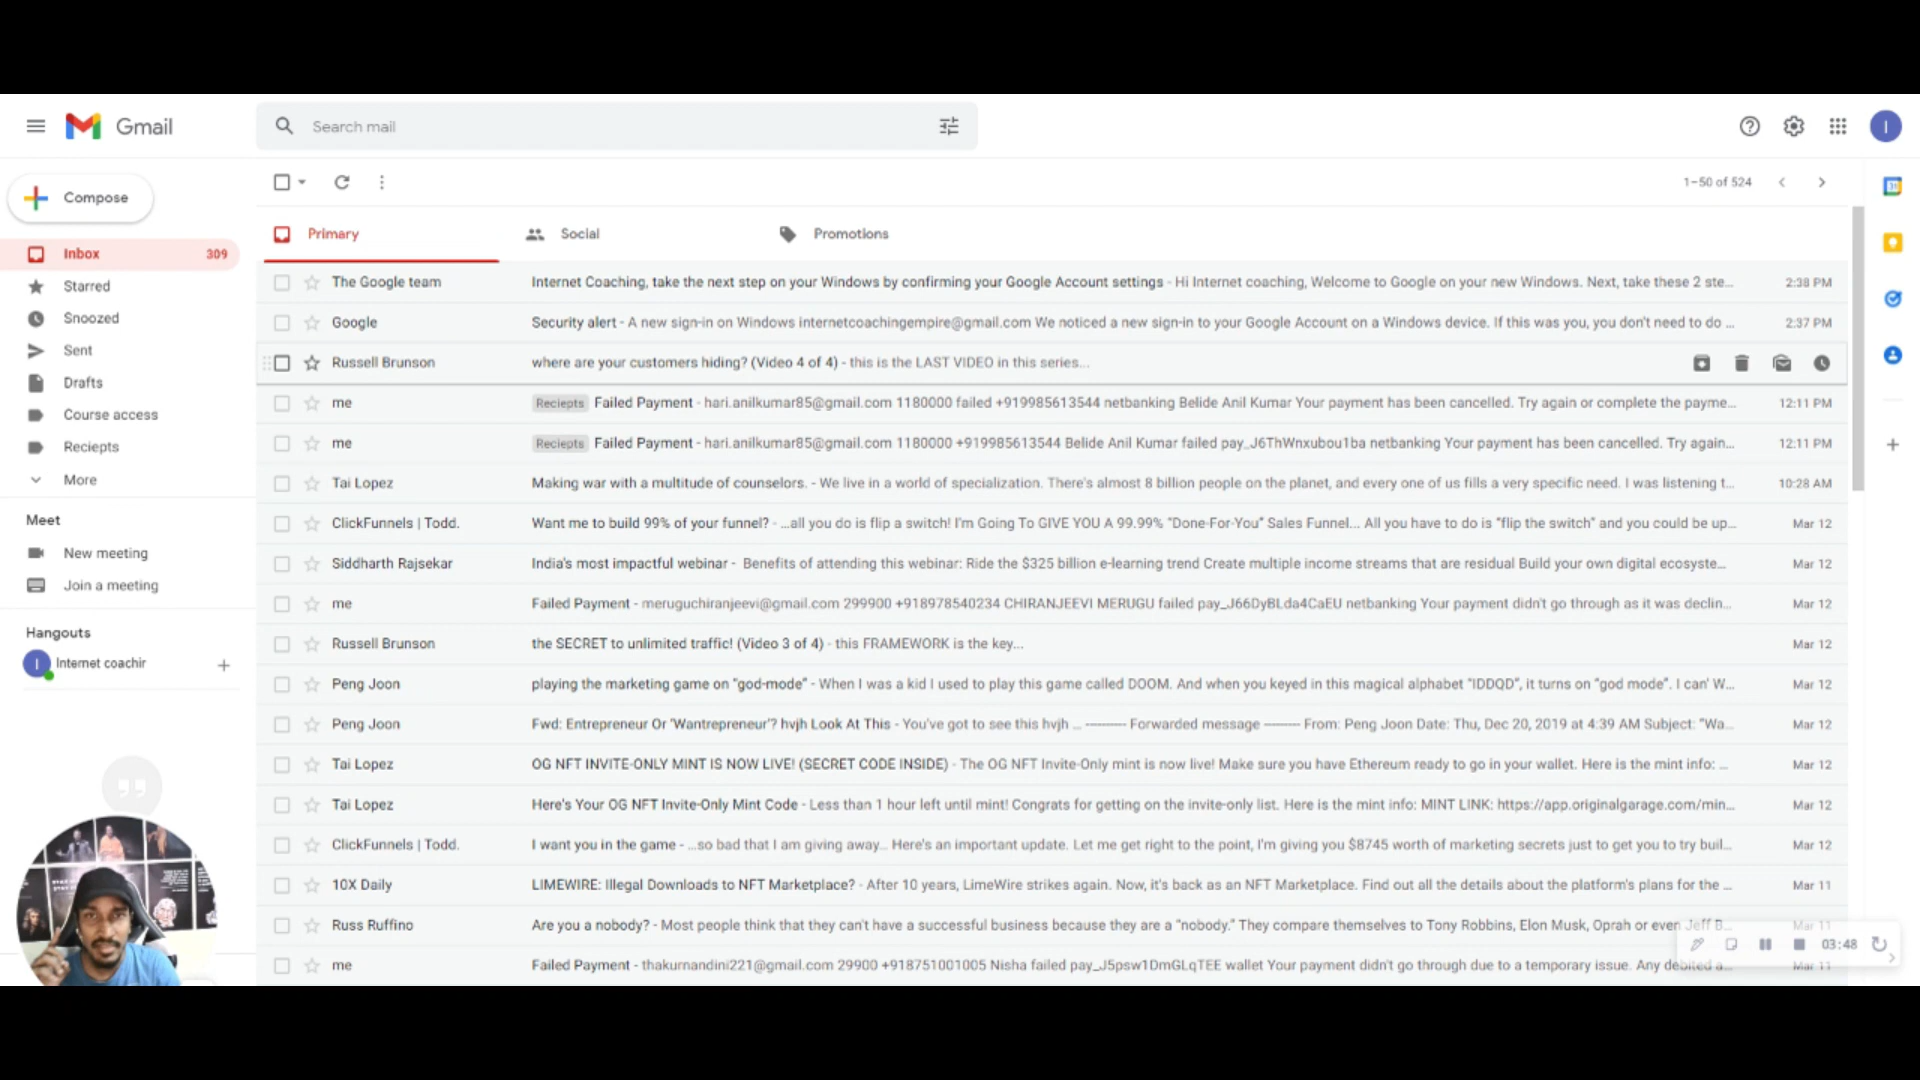 Gmail
Search mail
Compose
1–50 of 524
Primary
Social
Promotions
Inbox 309
Starred
Snoozed
Sent
Drafts
Course access
Reciepts
More
Meet
New meeting
Join a meeting
Hangouts
I Internet coachir
The Google team Internet Coaching, take the next step on your Windows by confirming your Google Account settings - Hi Internet coaching, Welcome to Google on your new Windows. Next, take these 2 ste... 2:38 PM
Google Security alert - A new sign-in on Windows internetcoachingempire@gmail.com We noticed a new sign-in to your Google Account on a Windows device. If this was you, you don't need to do ... 2:37 PM
Russell Brunson where are your customers hiding? (Video 4 of 4) - this is the LAST VIDEO in this series...
me Reciepts Failed Payment - hari.anilkumar85@gmail.com 1180000 failed +919985613544 netbanking Belide Anil Kumar Your payment has been cancelled. Try again or complete the payme... 12:11 PM
me Reciepts Failed Payment - hari.anilkumar85@gmail.com 1180000 +919985613544 Belide Anil Kumar failed pay_J6ThWnxubou1ba netbanking Your payment has been cancelled. Try again... 12:11 PM
Tai Lopez Making war with a multitude of counselors. - We live in a world of specialization. There's almost 8 billion people on the planet, and every one of us fills a very specific need. I was listening t... 10:28 AM
ClickFunnels | Todd. Want me to build 99% of your funnel? - ...all you do is flip a switch! I'm Going To GIVE YOU A 99.99% "Done-For-You" Sales Funnel... All you have to do is "flip the switch" and you could be up... Mar 12
Siddharth Rajsekar India's most impactful webinar - Benefits of attending this webinar: Ride the $325 billion e-learning trend Create multiple income streams that are residual Build your own digital ecosyste... Mar 12
me Failed Payment - meruguchiranjeevi@gmail.com 299900 +918978540234 CHIRANJEEVI MERUGU failed pay_J66DyBLda4CaEU netbanking Your payment didn't go through as it was declin... Mar 12
Russell Brunson the SECRET to unlimited traffic! (Video 3 of 4) - this FRAMEWORK is the key... Mar 12
Peng Joon playing the marketing game on "god-mode" - When I was a kid I used to play this game called DOOM. And when you keyed in this magical alphabet "IDDQD", it turns on "god mode". I can' W... Mar 12
Peng Joon Fwd: Entrepreneur Or 'Wantrepreneur'? hvjh Look At This - You've got to see this hvjh ... ---------- Forwarded message --------- From: Peng Joon Date: Thu, Dec 20, 2019 at 4:39 AM Subject: "Wa... Mar 12
Tai Lopez OG NFT INVITE-ONLY MINT IS NOW LIVE! (SECRET CODE INSIDE) - The OG NFT Invite-Only mint is now live! Make sure you have Ethereum ready to go in your wallet. Here is the mint info: ... Mar 12
Tai Lopez Here's Your OG NFT Invite-Only Mint Code - Less than 1 hour left until mint! Congrats for getting on the invite-only list. Here is the mint info: MINT LINK: https://app.originalgarage.com/min... Mar 12
ClickFunnels | Todd. I want you in the game - ...so bad that I am giving away... Here's an important update. Let me get right to the point, I'm giving you $8745 worth of marketing secrets just to get you to try buil... Mar 12
10X Daily LIMEWIRE: Illegal Downloads to NFT Marketplace? - After 10 years, LimeWire strikes again. Now, it's back as an NFT Marketplace. Find out all the details about the platform's plans for the ... Mar 11
Russ Ruffino Are you a nobody? - Most people think that they can't have a successful business because they are a "nobody." They compare themselves to Tony Robbins, Elon Musk, Oprah or even Jeff B... Mar 11
me Failed Payment - thakurnandini221@gmail.com 29900 +918751001005 Nisha failed pay_J5psw1DmGLqTEE wallet Your payment didn't go through due to a temporary issue. Any debited a... Mar 11
03:48
I
31